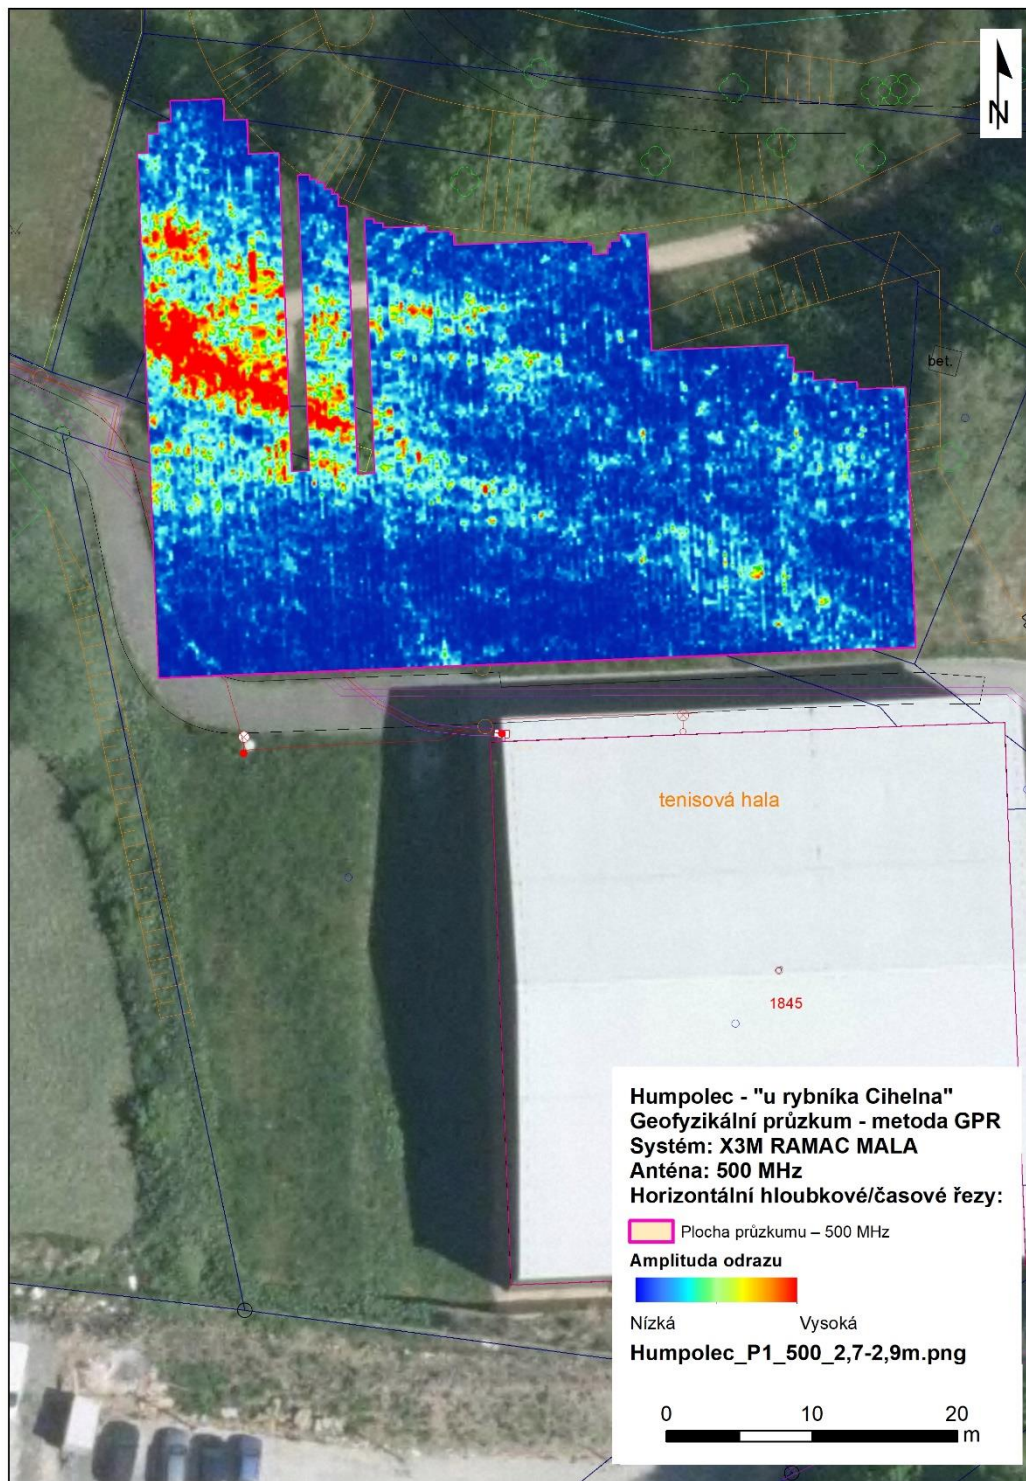 N
bet.
tenisová hala
1845
Humpolec - "u rybníka Cihelna"
Geofyzikální průzkum - metoda GPR
Systém: X3M RAMAC MALA
Anténa: 500 MHz
Horizontální hloubkové/časové řezy:
Plocha průzkumu – 500 MHz
Amplituda odrazu
Nízká Vysoká
Humpolec_P1_500_2,7-2,9m.png
0 10 20
m